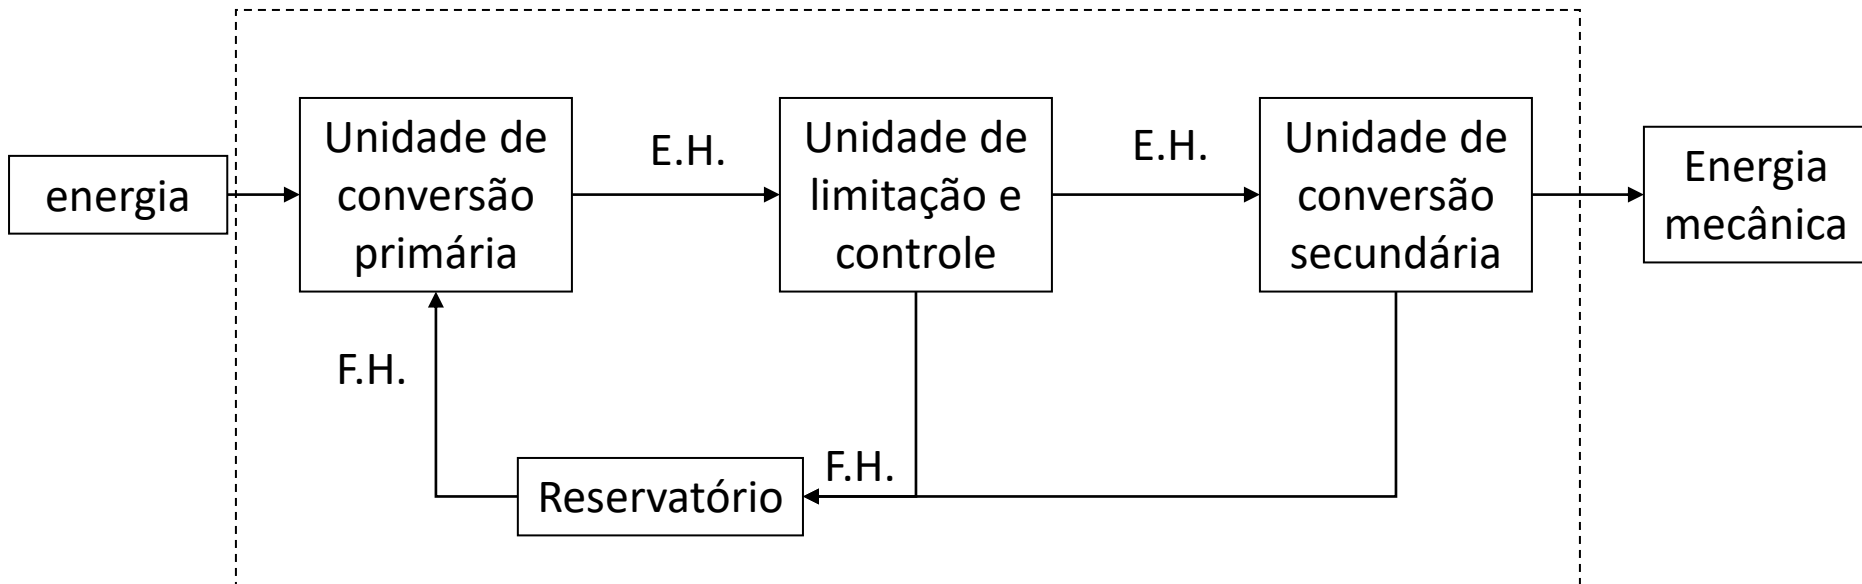 energia
Unidade de
conversão
primária
E.H.
Unidade de
limitação e
controle
E.H.
Unidade de
conversão
secundária
Energia
mecânica
F.H.
Reservatório
F.H.